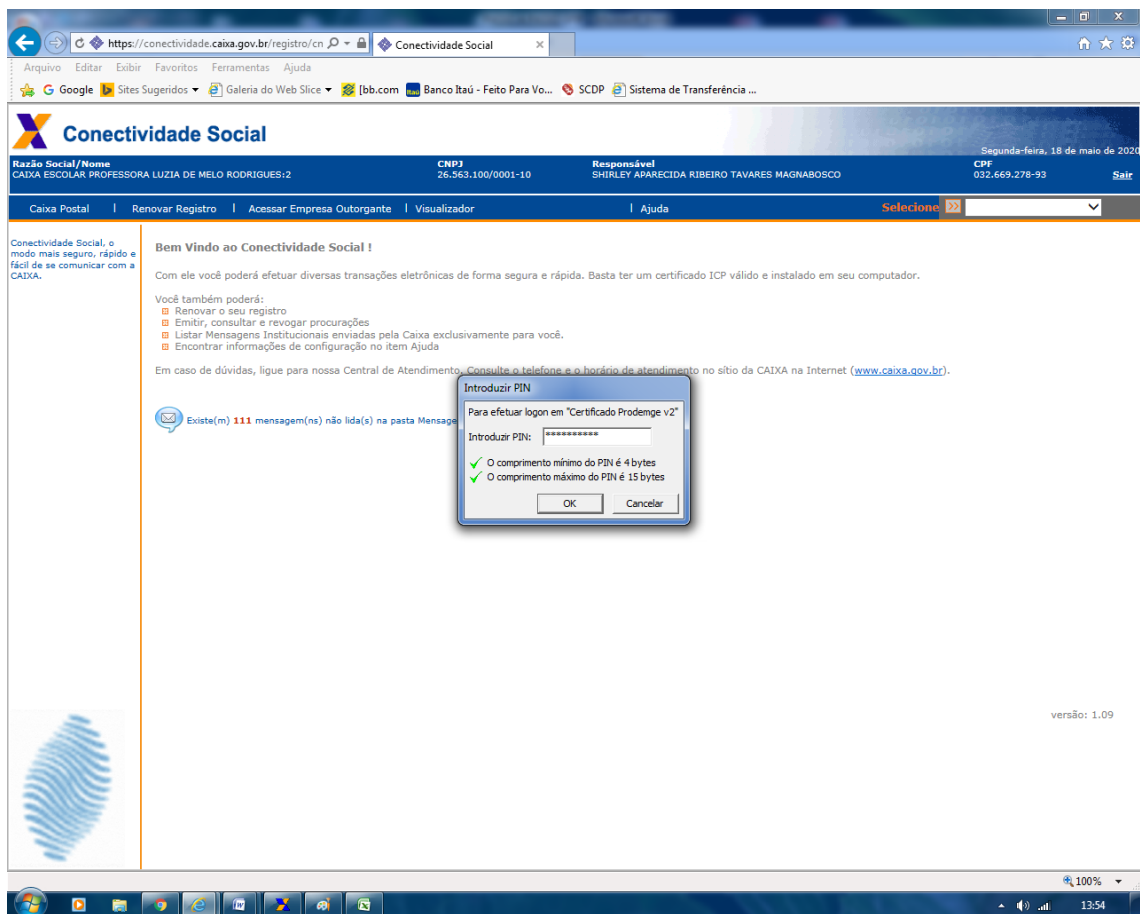 https://conectividade.caixa.gov.br/registro/cn
Conectividade Social
Arquivo Editar Exibir Favoritos Ferramentas Ajuda
Google Sites Sugeridos Galeria do Web Slice [bb.com Banco Itaú - Feito Para Vo... SCDP Sistema de Transferência ...
Conectividade Social
Segunda-feira, 18 de maio de 2020
Razão Social/Nome CNPJ Responsável CPF
CAIXA ESCOLAR PROFESSORA LUZIA DE MELO RODRIGUES:2 26.563.100/0001-10 SHIRLEY APARECIDA RIBEIRO TAVARES MAGNABOSCO 032.669.278-93 Sair
Caixa Postal | Renovar Registro | Acessar Empresa Outorgante | Visualizador | Ajuda Selecione
Conectividade Social, o
modo mais seguro, rápido e
fácil de se comunicar com a
CAIXA.
Bem Vindo ao Conectividade Social !
Com ele você poderá efetuar diversas transações eletrônicas de forma segura e rápida. Basta ter um certificado ICP válido e instalado em seu computador.
Você também poderá:
Renovar o seu registro
Emitir, consultar e revogar procurações
Listar Mensagens Institucionais enviadas pela Caixa exclusivamente para você.
Encontrar informações de configuração no item Ajuda
Em caso de dúvidas, ligue para nossa Central de Atendimento. Consulte o telefone e o horário de atendimento no sítio da CAIXA na Internet (www.caixa.gov.br).
Existe(m) 111 mensagem(ns) não lida(s) na pasta Mensage
Introduzir PIN
Para efetuar logon em "Certificado Prodemge v2"
Introduzir PIN: **********
O comprimento mínimo do PIN é 4 bytes
O comprimento máximo do PIN é 15 bytes
OK Cancelar
versão: 1.09
100%
13:54